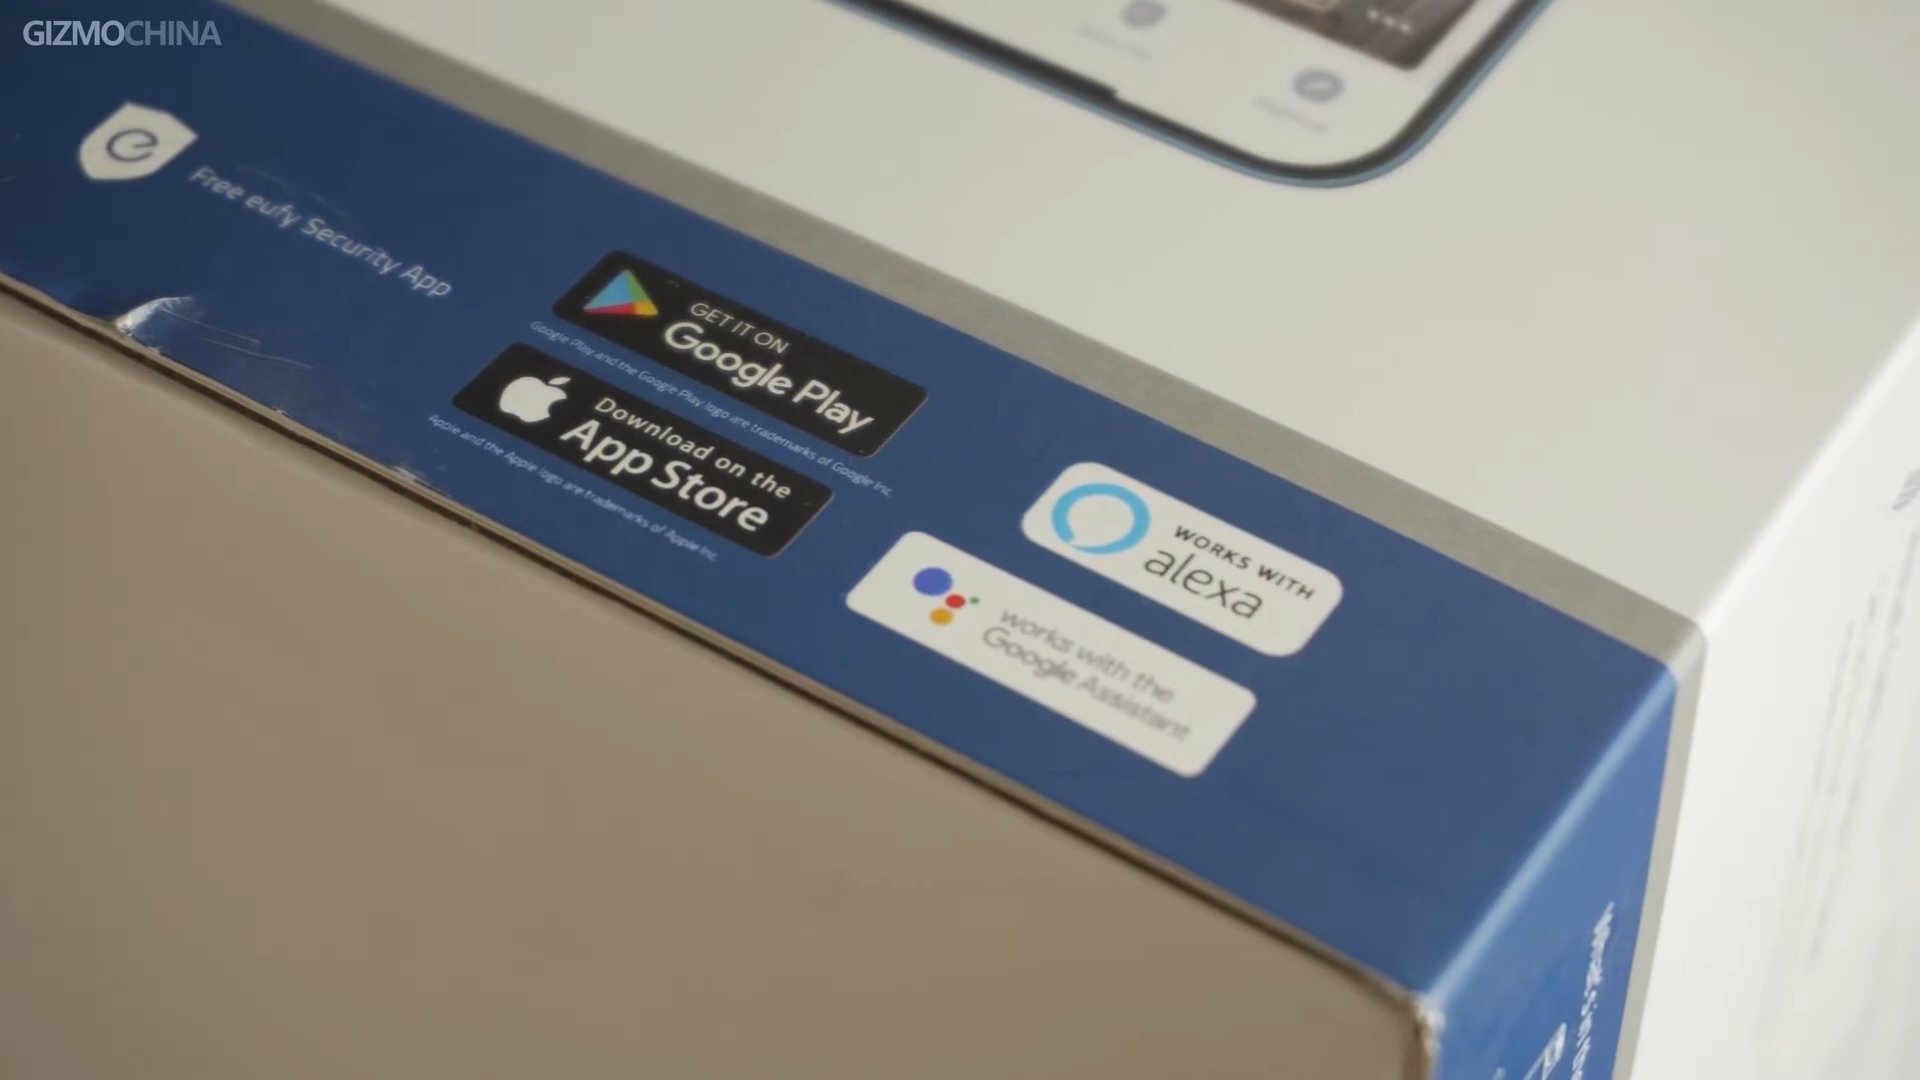 GIZMOCHINA
Free eufy Security App
GET IT ON
Google Play
Google Play and the Google Play logo are trademarks of Google Inc.
Download on the
App Store
Apple and the Apple logo are trademarks of Apple Inc.
WORKS WITH
alexa
works with the
Google Assistant